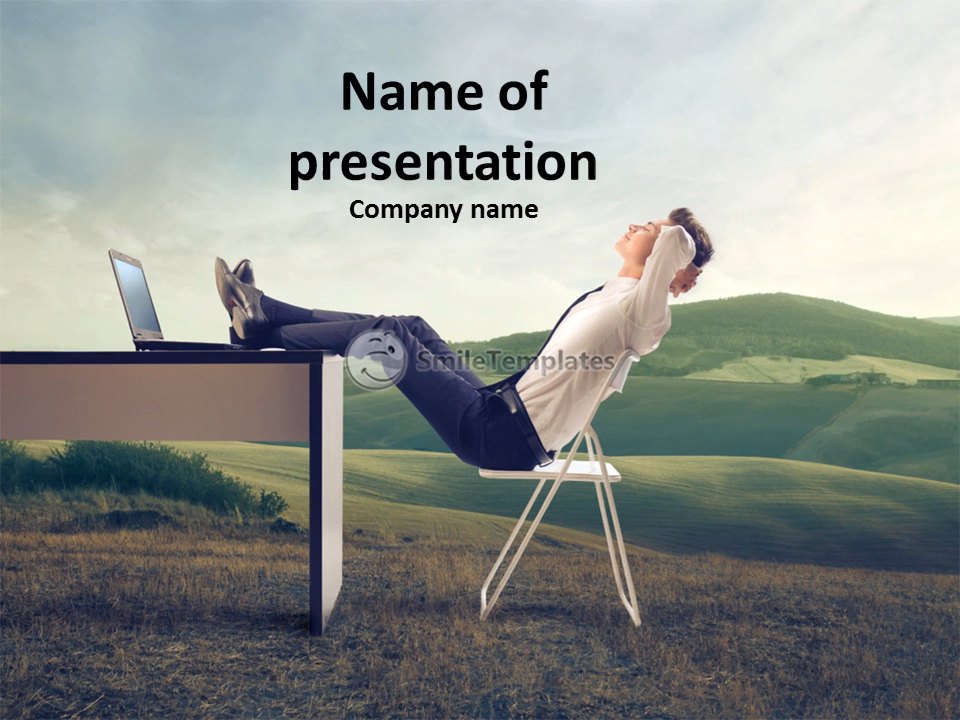 Name of
presentation
Company name
SmileTemplates